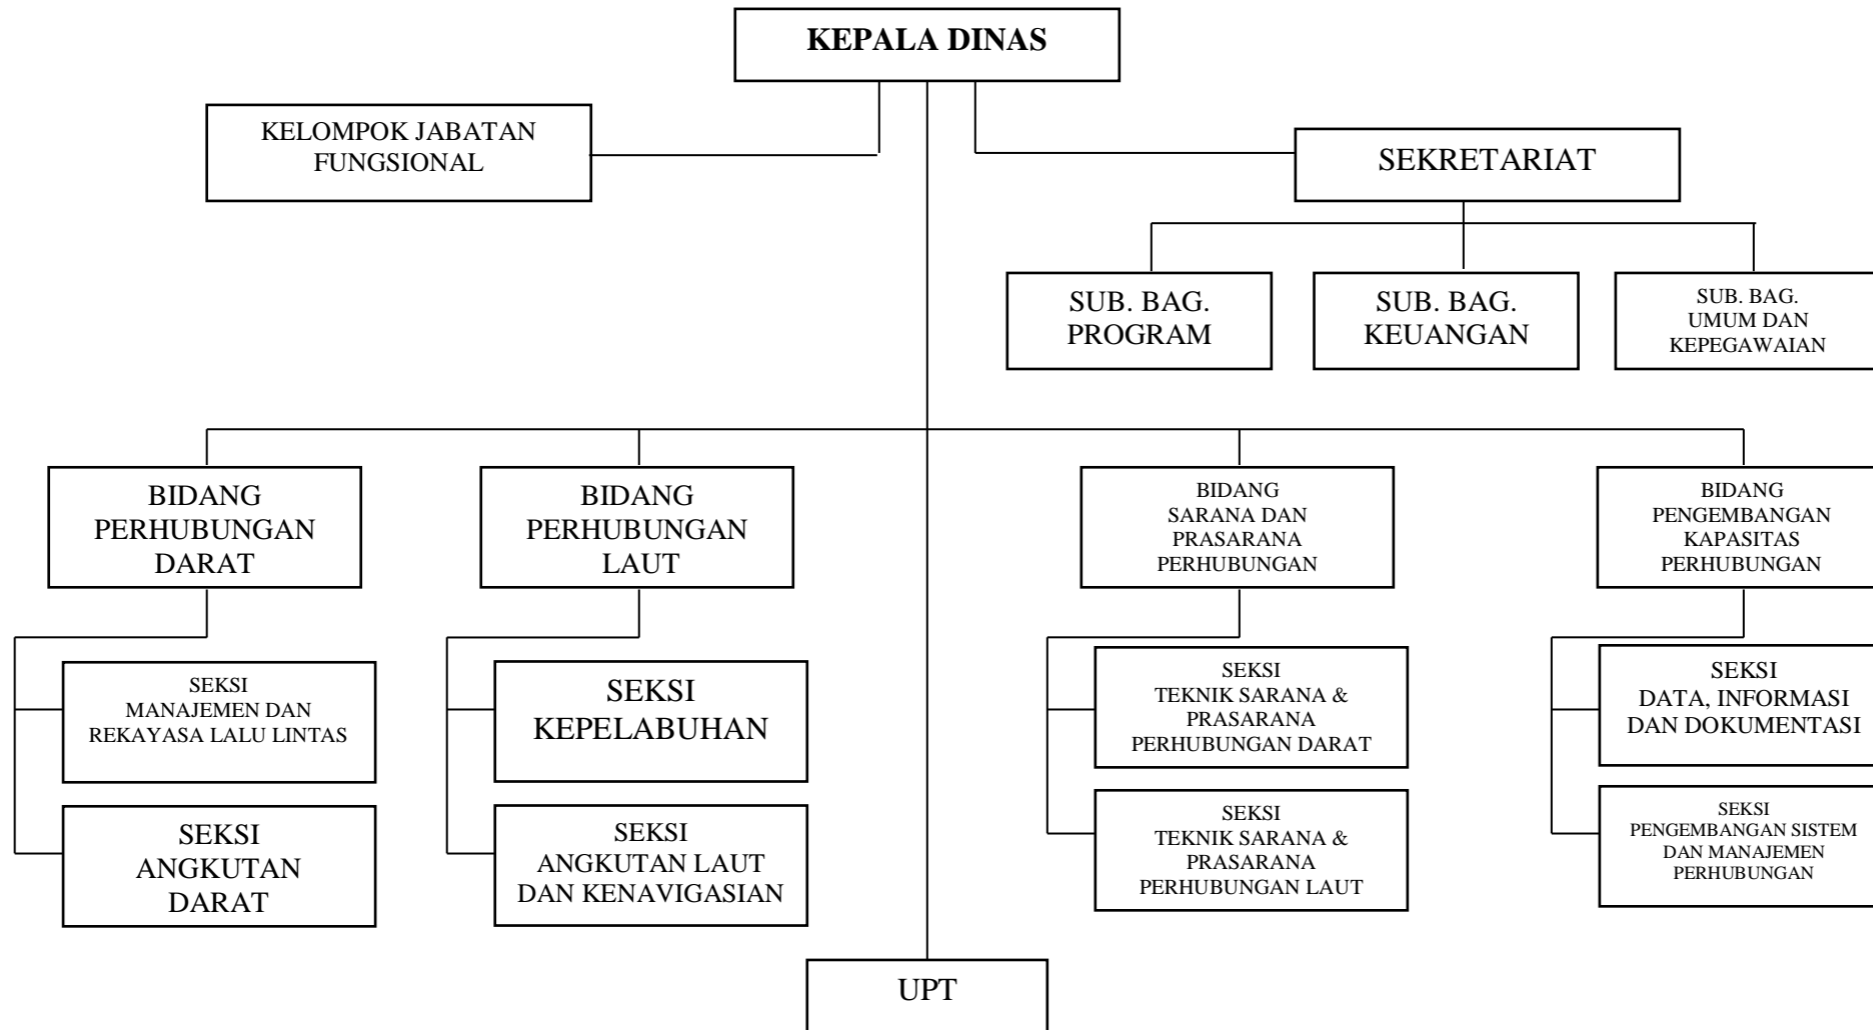 KEPALA DINAS
KELOMPOK JABATAN
FUNGSIONAL
SEKRETARIAT
SUB. BAG.
PROGRAM
SUB. BAG.
KEUANGAN
SUB. BAG.
UMUM DAN
KEPEGAWAIAN
BIDANG
PERHUBUNGAN
DARAT
BIDANG
PERHUBUNGAN
LAUT
BIDANG
SARANA DAN
PRASARANA
PERHUBUNGAN
BIDANG
PENGEMBANGAN
KAPASITAS
PERHUBUNGAN
SEKSI
MANAJEMEN DAN
REKAYASA LALU LINTAS
SEKSI
KEPELABUHAN
SEKSI
TEKNIK SARANA &
PRASARANA
PERHUBUNGAN DARAT
SEKSI
DATA, INFORMASI
DAN DOKUMENTASI
SEKSI
ANGKUTAN
DARAT
SEKSI
ANGKUTAN LAUT
DAN KENAVIGASIAN
SEKSI
TEKNIK SARANA &
PRASARANA
PERHUBUNGAN LAUT
SEKSI
PENGEMBANGAN SISTEM
DAN MANAJEMEN
PERHUBUNGAN
UPT